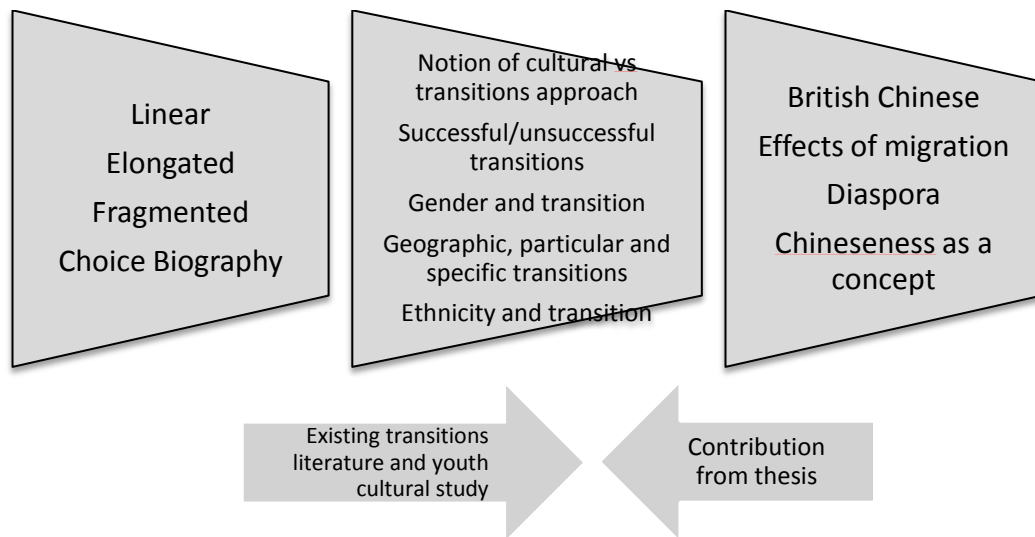 Linear
Elongated
Fragmented
Choice Biography
Notion of cultural vs
transitions approach
Successful/unsuccessful
transitions
Gender and transition
Geographic, particular and
specific transitions
Ethnicity and transition
British Chinese
Effects of migration
Diaspora
Chineseness as a
concept
Existing transitions
literature and youth
cultural study
Contribution
from thesis